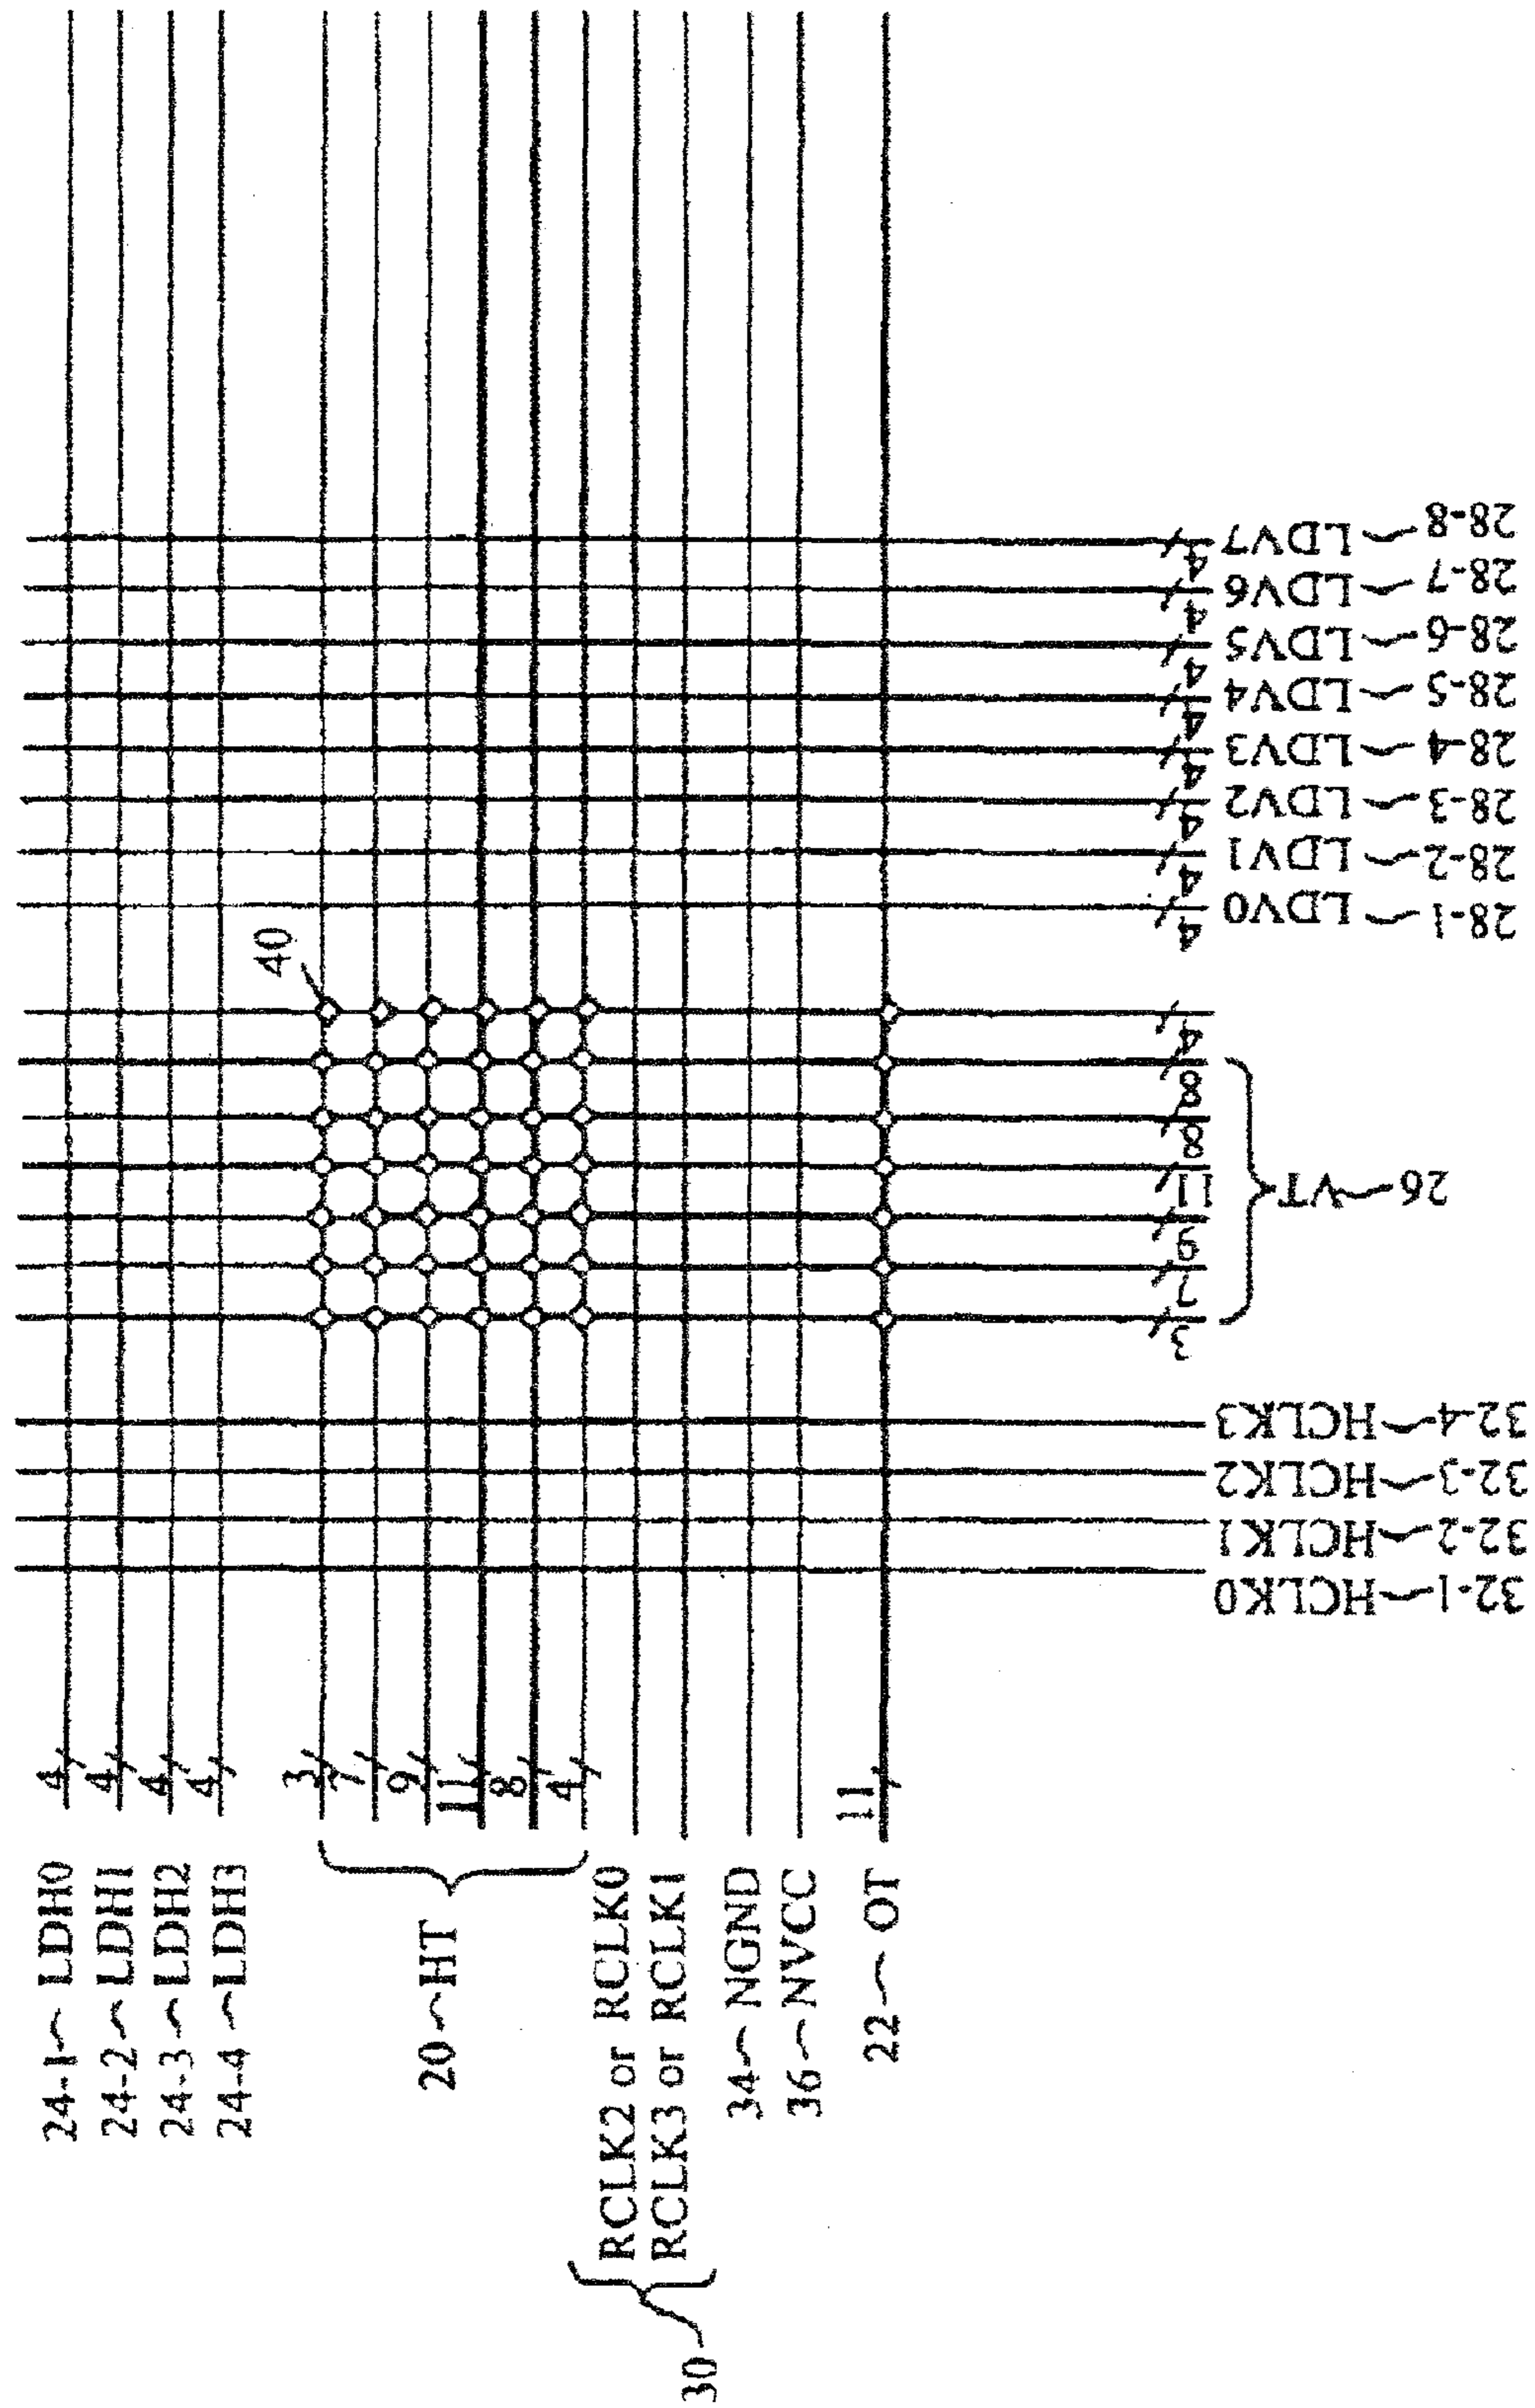 24-1 LDH0
24-2 LDH1
24-3 LDH2
24-4 LDH3
4
4
4
4
20 HT
3
7
9
11
8
4
30
RCLK2 or RCLK0
RCLK3 or RCLK1
34 NGND
36 NVCC
22 OT
11
40
32-1 HCLK0
32-2 HCLK1
32-3 HCLK2
32-4 HCLK3
26 VT
3
7
9
11
8
8
4
28-1 LDV0 4
28-2 LDV1 4
28-3 LDV2 4
28-4 LDV3 4
28-5 LDV4 4
28-6 LDV5 4
28-7 LDV6 4
28-8 LDV7 4